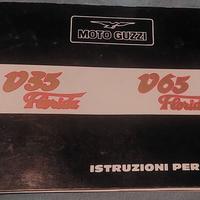 MOTO GUZZI
V35 V65
Florida Florida
ISTRUZIONI PER